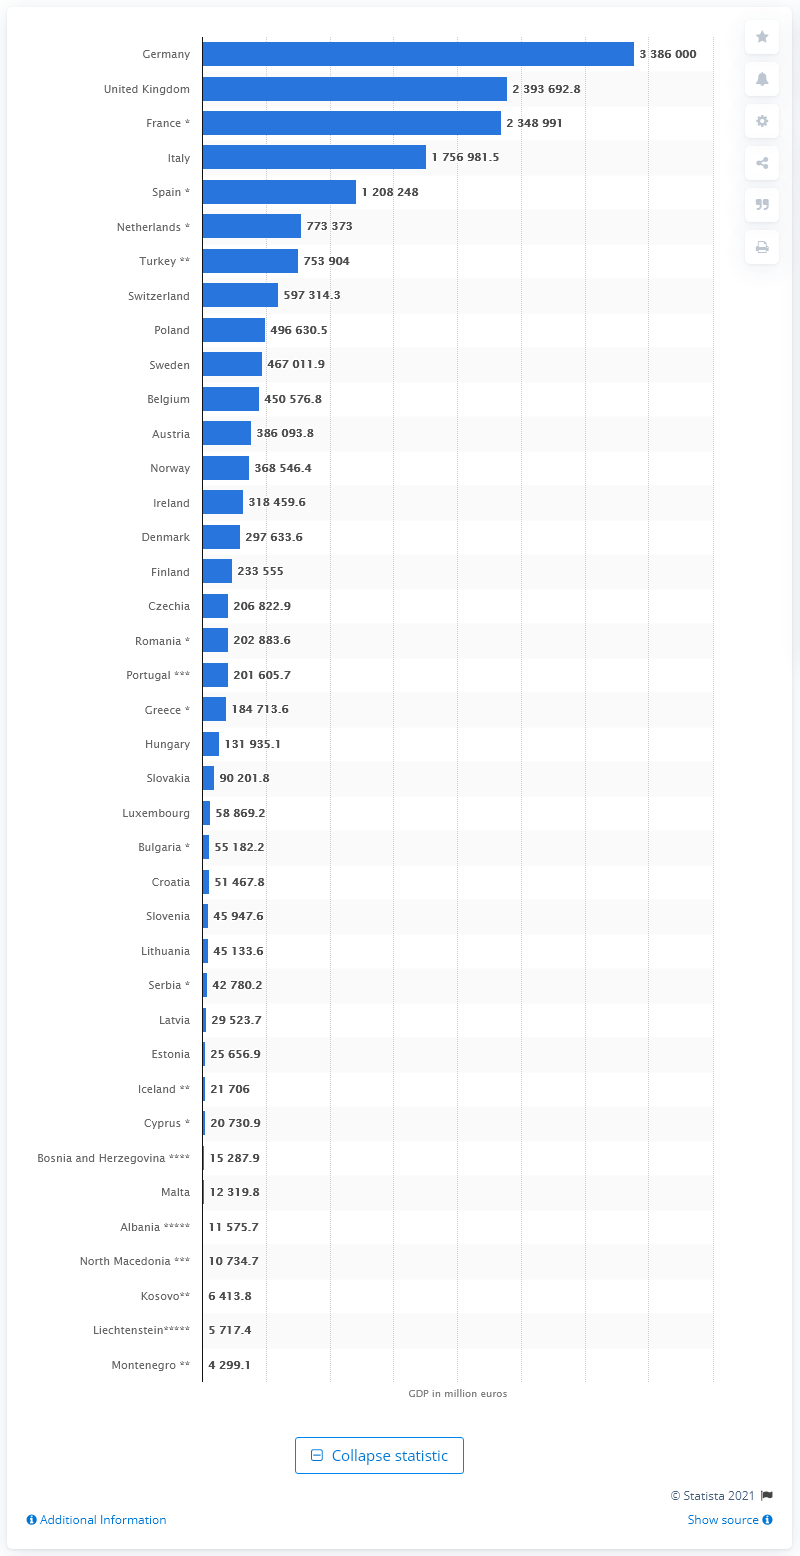 Germany 3 386 000
United Kingdom 2 393 692.8
France * 2 348 991
Italy 1 756 981.5
Spain * 1 208 248
Netherlands * 773 373
Turkey ** 753 904
Switzerland 597 314.3
Poland 496 630.5
Sweden 467 011.9
Belgium 450 576.8
Austria 386 093.8
Norway 368 546.4
Ireland 318 459.6
Denmark 297 633.6
Finland 233 555
Czechia 206 822.9
Romania * 202 883.6
Portugal *** 201 605.7
Greece * 184 713.6
Hungary 131 935.1
Slovakia 90 201.8
Luxembourg 58 869.2
Bulgaria * 55 182.2
Croatia 51 467.8
Slovenia 45 947.6
Lithuania 45 133.6
Serbia * 42 780.2
Latvia 29 523.7
Estonia 25 656.9
Iceland ** 21 706
Cyprus * 20 730.9
Bosnia and Herzegovina **** 15 287.9
Malta 12 319.8
Albania ***** 11 575.7
North Macedonia *** 10 734.7
Kosovo** 6 413.8
Liechtenstein***** 5 717.4
Montenegro ** 4 299.1
GDP in million euros
Collapse statistic
© Statista 2021
Additional Information
Show source